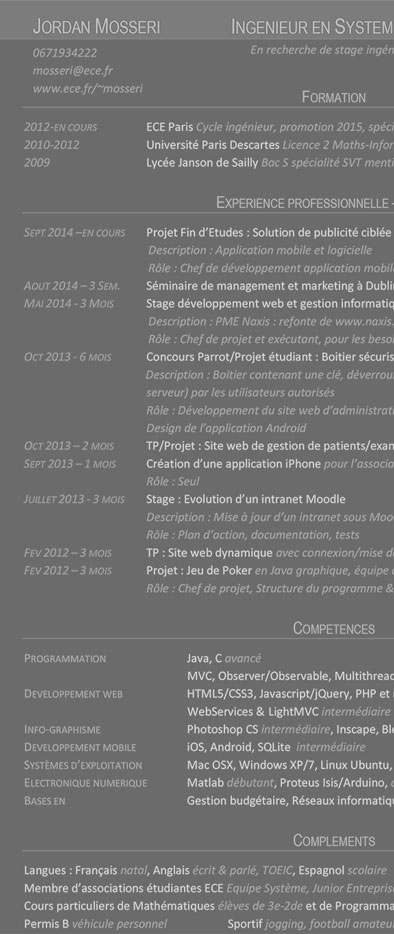 JORDAN MOSSERI INGENIEUR EN SYSTEM
0671934222 En recherche de stage ingén
mosseri@ece.fr
www.ece.fr/~mosseri
FORMATION
2012-EN COURS ECE Paris Cycle ingénieur, promotion 2015, spéci
2010-2012 Université Paris Descartes Licence 2 Maths-Infor
2009 Lycée Janson de Sailly Bac S spécialité SVT menti
EXPERIENCE PROFESSIONNELLE -
SEPT 2014 –EN COURS Projet Fin d'Etudes : Solution de publicité ciblée
Description : Application mobile et logicielle
Rôle : Chef de développement application mobil
AOUT 2014 – 3 SEM. Séminaire de management et marketing à Dublin
MAI 2014 - 3 MOIS Stage développement web et gestion informatiq
Description : PME Naxis : refonte de www.naxis.
Rôle : Chef de projet et exécutant, pour les beso
OCT 2013 - 6 MOIS Concours Parrot/Projet étudiant : Boitier sécuris
Description : Boitier contenant une clé, déverrou
serveur) par les utilisateurs autorisés
Rôle : Développement du site web d'administrati
Design de l'application Android
OCT 2013 – 2 MOIS TP/Projet : Site web de gestion de patients/exam
SEPT 2013 – 1 MOIS Création d'une application iPhone pour l'associa
Rôle : Seul
JUILLET 2013 - 3 MOIS Stage : Evolution d'un intranet Moodle
Description : Mise à jour d'un intranet sous Moo
Rôle : Plan d'action, documentation, tests
FEV 2012 – 3 MOIS TP : Site web dynamique avec connexion/mise d
FEV 2012 – 3 MOIS Projet : Jeu de Poker en Java graphique, équipe
Rôle : Chef de projet, Structure du programme &
COMPETENCES
PROGRAMMATION Java, C avancé
MVC, Observer/Observable, Multithread
DEVELOPPEMENT WEB HTML5/CSS3, Javascript/jQuery, PHP et
WebServices & LightMVC intermédiaire
INFO-GRAPHISME Photoshop CS intermédiaire, Inscape, Ble
DEVELOPPEMENT MOBILE iOS, Android, SQLite intermédiaire
SYSTÈMES D'EXPLOITATION Mac OSX, Windows XP/7, Linux Ubuntu,
ELECTRONIQUE NUMERIQUE Matlab débutant, Proteus Isis/Arduino,
BASES EN Gestion budgétaire, Réseaux informatiqu
COMPLEMENTS
Langues : Français natal, Anglais écrit & parlé, TOEIC, Espagnol scolaire
Membre d'associations étudiantes ECE Equipe Système, Junior Entrepris
Cours particuliers de Mathématiques élèves de 3e-2de et de Programma
Permis B véhicule personnel Sportif jogging, football amateur